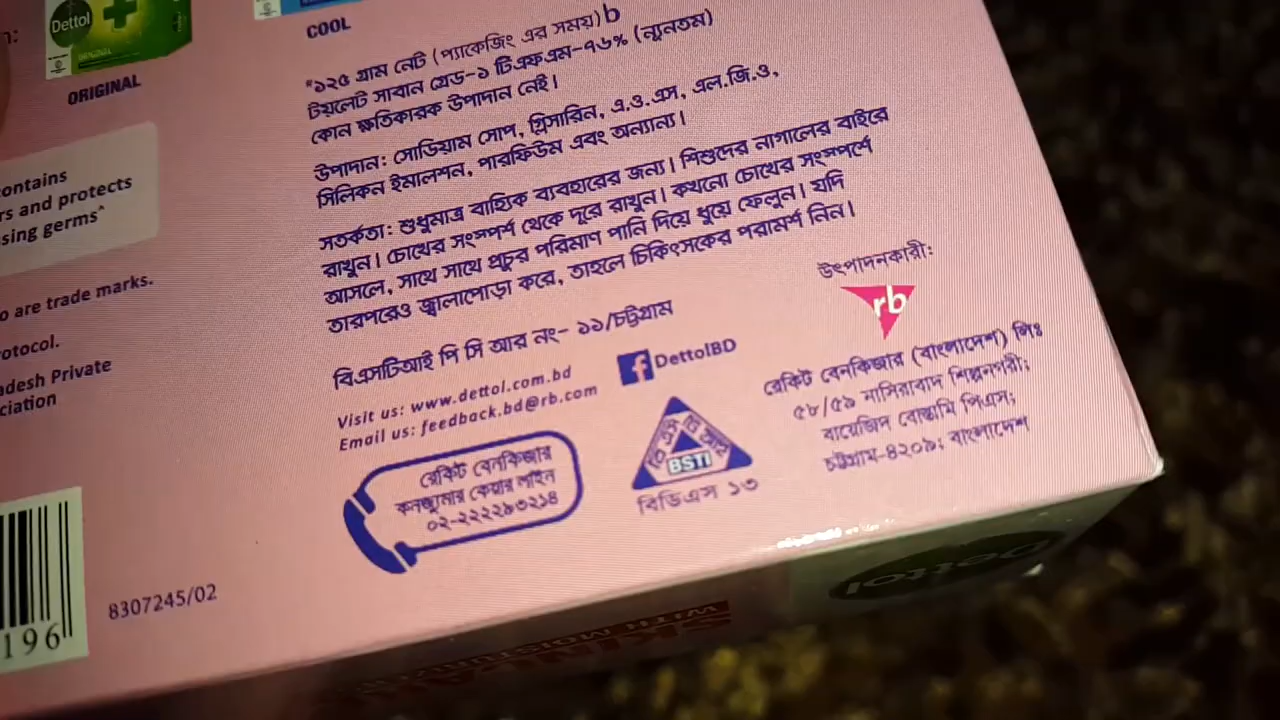 Dettol
ORIGINAL
COOL
*১২৫ গ্রাম নেট (প্যাকেজিং এর সময়)b
টয়লেট সাবান গ্রেড-১ টিএফএম-৭৬% (ন্যূনতম)
কোন ক্ষতিকারক উপাদান নেই।
উপাদান: সোডিয়াম সোপ, গ্লিসারিন, এ.ও.এস, এল.জি.ও,
সিলিকন ইমালশন, পারফিউম এবং অন্যান্য।
সতর্কতা: শুধুমাত্র বাহ্যিক ব্যবহারের জন্য। শিশুদের নাগালের বাইরে
রাখুন। চোখের সংস্পর্শ থেকে দূরে রাখুন। কখনো চোখের সংস্পর্শে
আসলে, সাথে সাথে প্রচুর পরিমাণ পানি দিয়ে ধুয়ে ফেলুন। যদি
তারপরেও জ্বালাপোড়া করে, তাহলে চিকিৎসকের পরামর্শ নিন।
বিএসটিআই পি সি আর নং- ১১/চট্টগ্রাম
Visit us: www.dettol.com.bd
Email us: feedback.bd@rb.com
f DettolBD
রেকিট বেনকিজার
কনজ্যুমার কেয়ার লাইন
০২-২২২২৯৩২১৪
বি এস টি আই
BSTI
বিডিএস ১৩
উৎপাদনকারী:
rb
রেকিট বেনকিজার (বাংলাদেশ) লিঃ
৫৮/৫৯ নাসিরাবাদ শিল্পনগরী;
বায়েজিদ বোস্তামি পিএস;
চট্টগ্রাম-৪২০৯; বাংলাদেশ
ontains
rs and protects
sing germs^
o are trade marks.
otocol.
adesh Private
ciation
196
8307245/02
Dettol